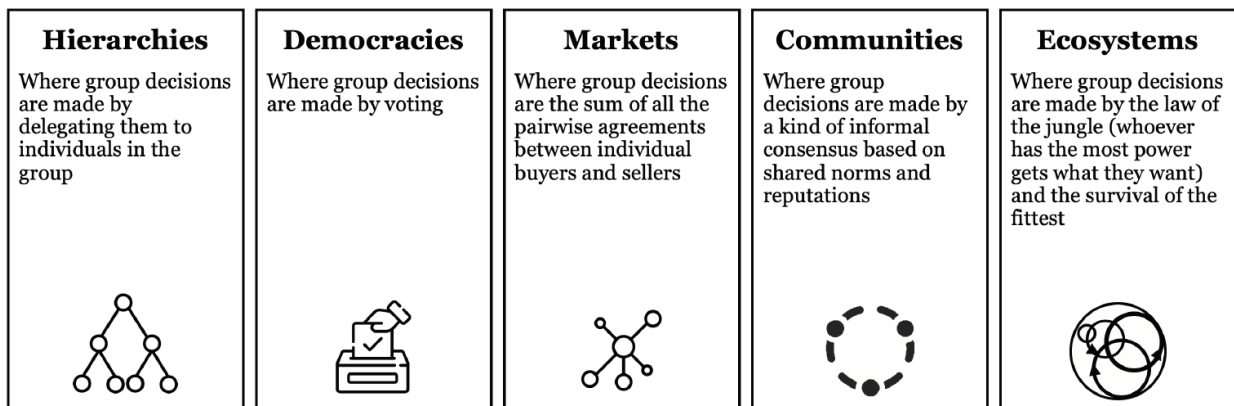 Hierarchies
Where group decisions
are made by
delegating them to
individuals in the
group
Democracies
Where group decisions
are made by voting
Markets
Where group decisions
are the sum of all the
pairwise agreements
between individual
buyers and sellers
Communities
Where group
decisions are made by
a kind of informal
consensus based on
shared norms and
reputations
Ecosystems
Where group decisions
are made by the law of
the jungle (whoever
has the most power
gets what they want)
and the survival of the
fittest